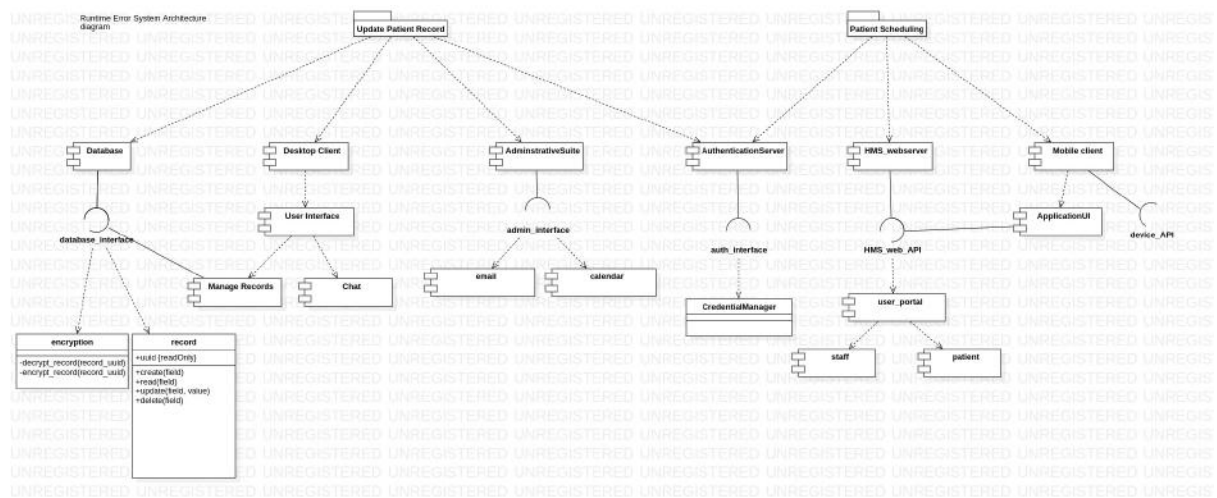 Runtime Error System Architecture
diagram
Update Patient Record
Patient Scheduling
Database
Desktop Client
AdminstrativeSuite
AuthenticationServer
HMS_webserver
Mobile client
User Interface
ApplicationUI
database_interface
admin_interface
auth_interface
HMS_web_API
device_API
Manage Records
Chat
email
calendar
CredentialManager
user_portal
staff
patient
encryption
-decrypt_record(record_uuid)
-encrypt_record(record_uuid)
record
+uuid {readOnly}
+create(field)
+read(field)
+update(field, value)
+delete(field)
UNREGISTERED